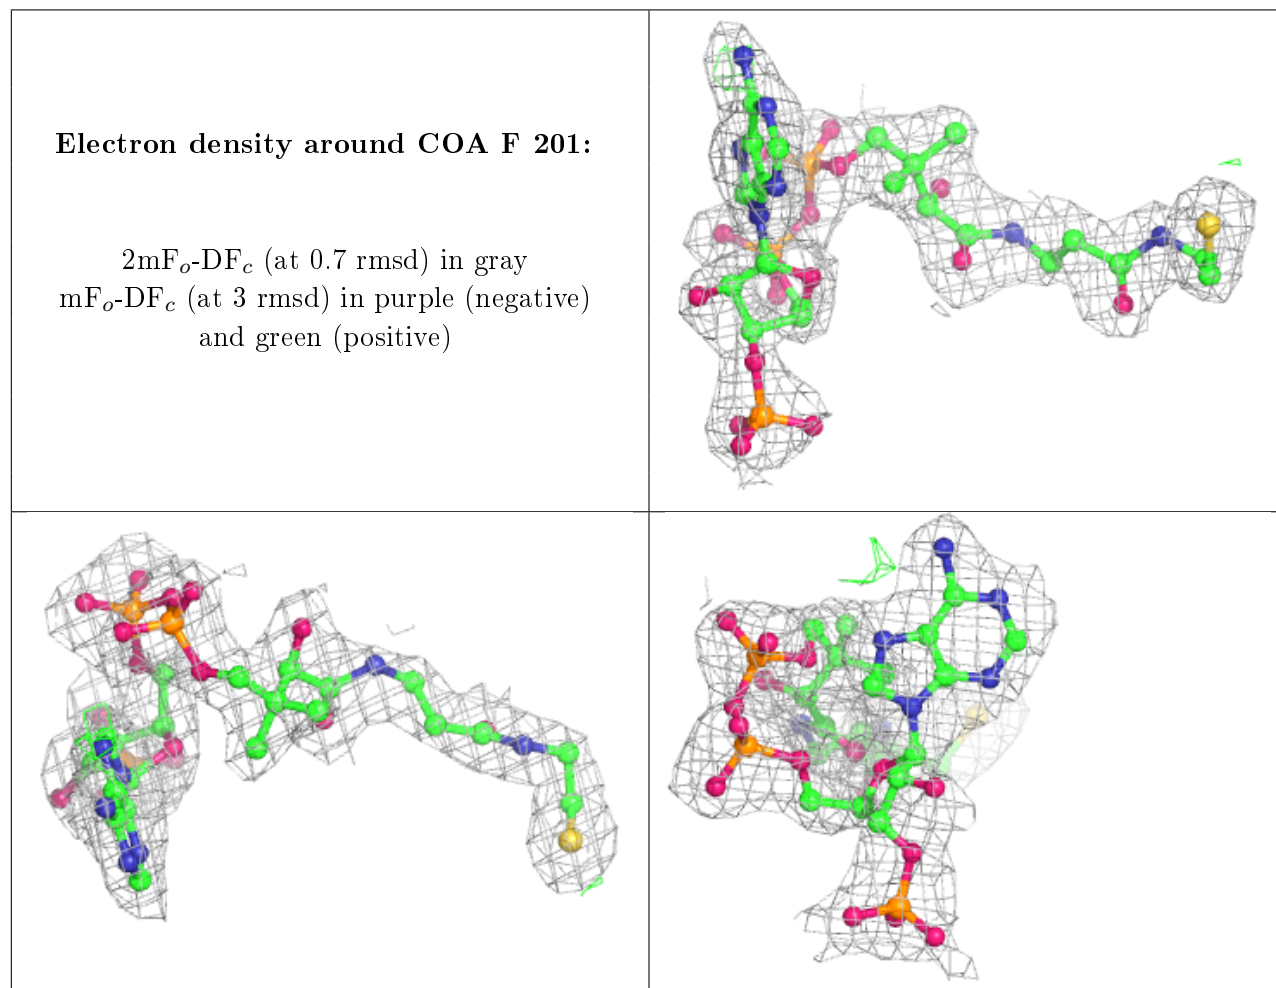 Electron density around COA F 201:
2mFₒ-DF𝒸 (at 0.7 rmsd) in gray
mFₒ-DF𝒸 (at 3 rmsd) in purple (negative)
and green (positive)